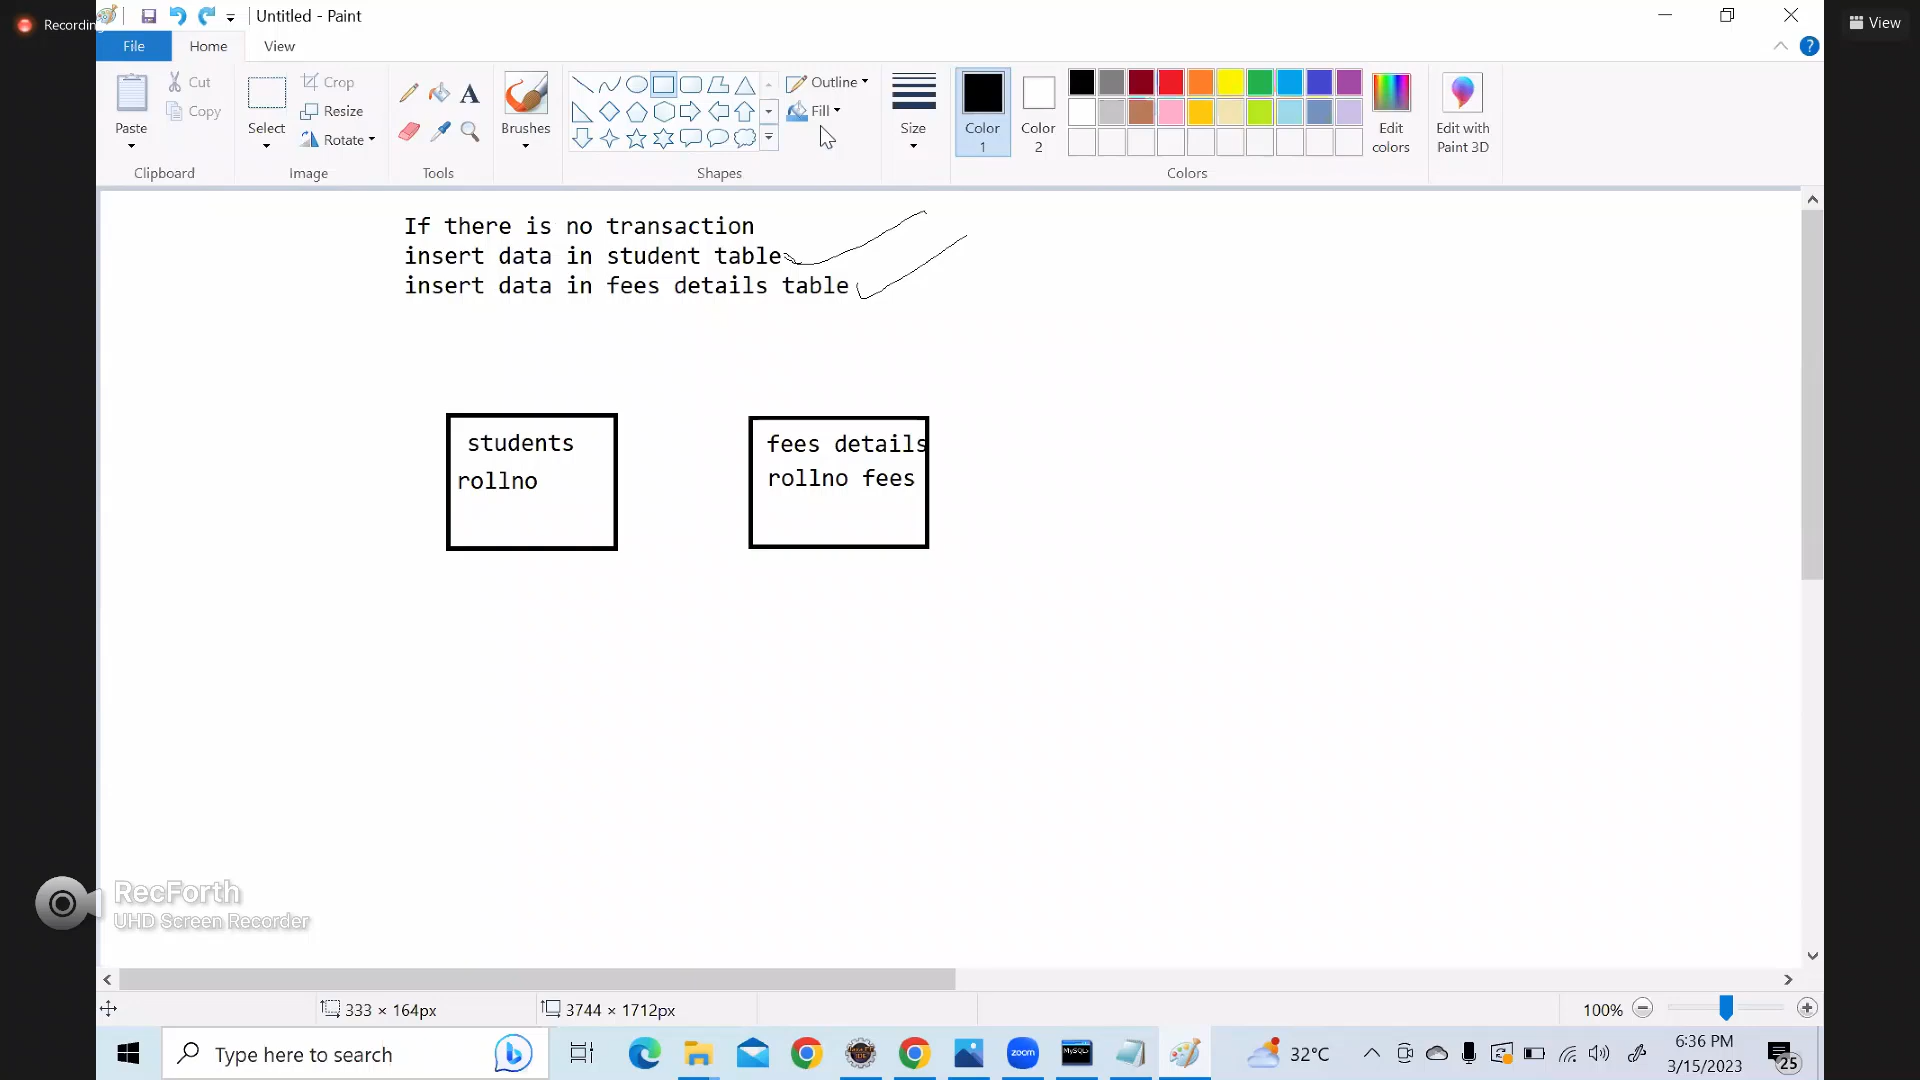 Recording
Untitled - Paint
View
File
Home
View
?
Cut
Copy
Paste
Clipboard
Crop
Resize
Rotate
Select
Image
A
Tools
Brushes
Outline
Fill
Shapes
Size
Color
1
Color
2
Edit
colors
Colors
Edit with
Paint 3D
If there is no transaction
insert data in student table
insert data in fees details table
students
rollno
fees details
rollno fees
RecForth
UHD Screen Recorder
333 × 164px
3744 × 1712px
100%
Type here to search
zoom
MySQL
32°C
6:36 PM
3/15/2023
25